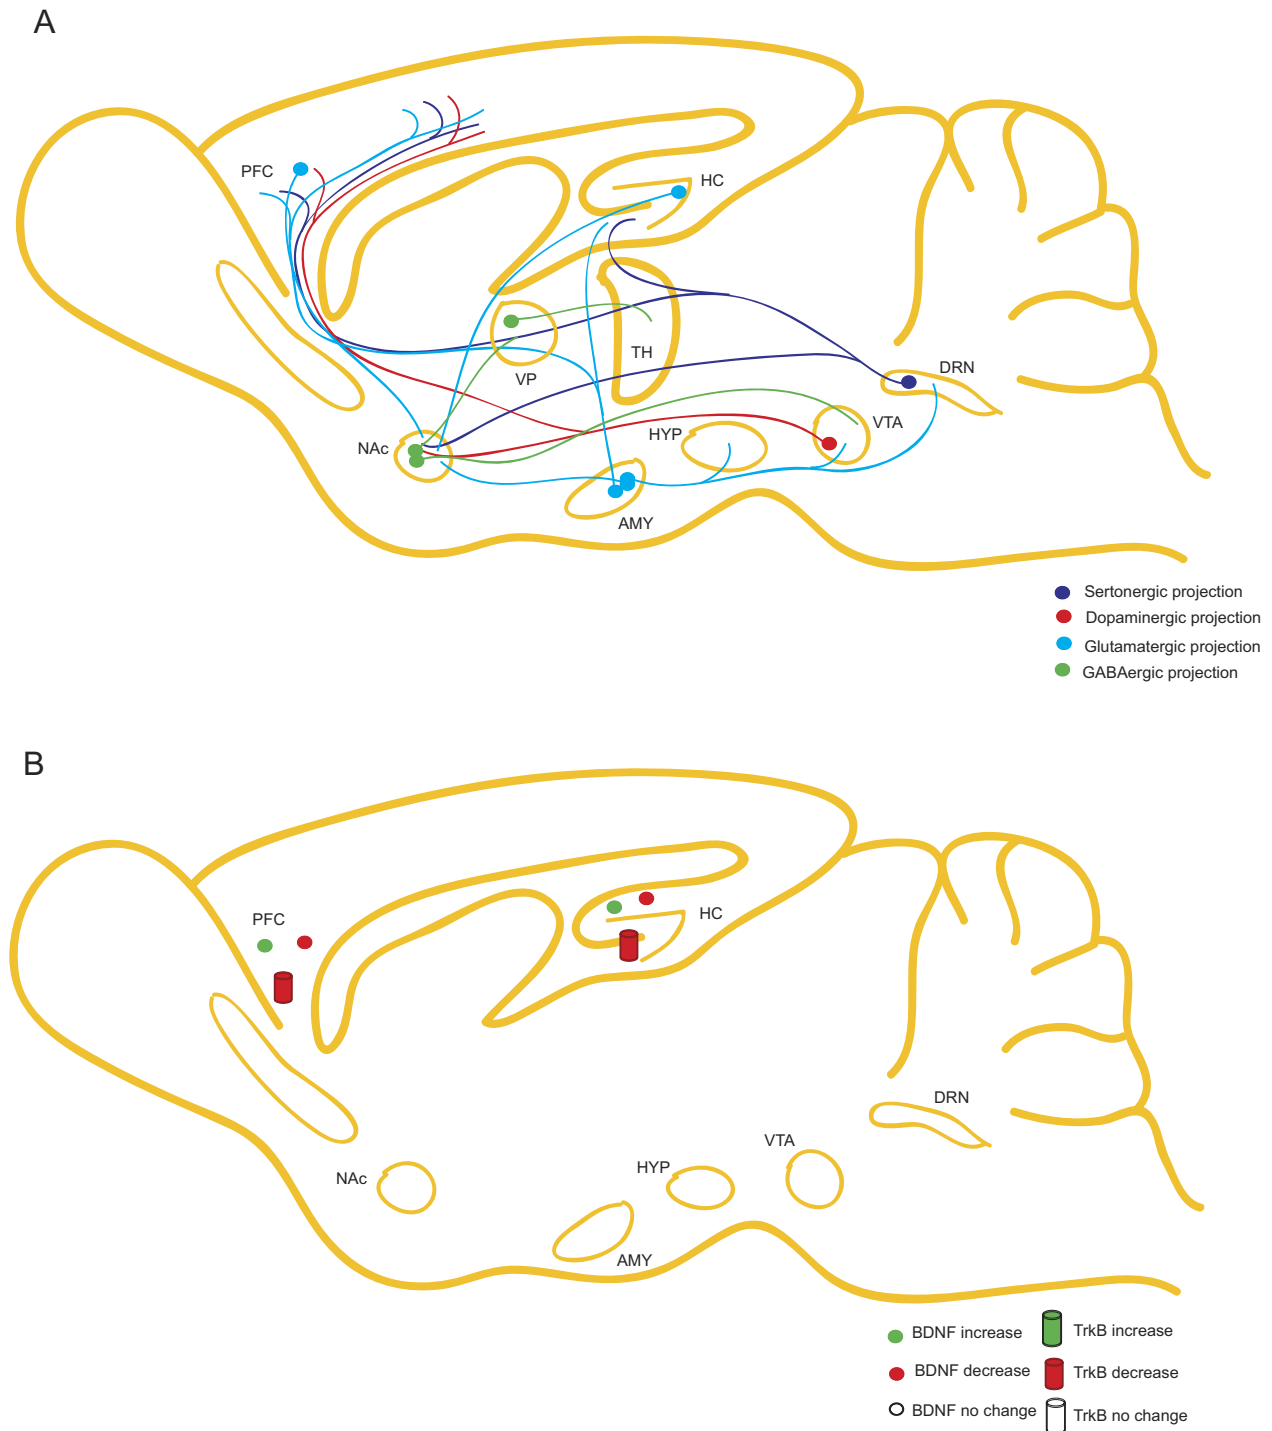 A
PFC
HC
TH
VP
DRN
VTA
HYP
NAc
AMY
Sertonergic projection
Dopaminergic projection
Glutamatergic projection
GABAergic projection
B
PFC
HC
DRN
VTA
HYP
NAc
AMY
BDNF increase
TrkB increase
BDNF decrease
TrkB decrease
BDNF no change
TrkB no change